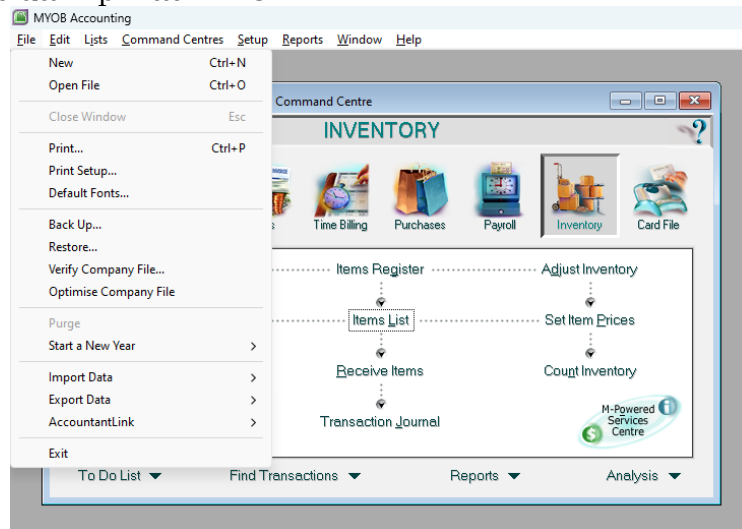 MYOB Accounting
File Edit Lists Command Centres Setup Reports Window Help
New Ctrl+N
Open File Ctrl+O
Close Window Esc
Print... Ctrl+P
Print Setup...
Default Fonts...
Back Up...
Restore...
Verify Company File...
Optimise Company File
Purge
Start a New Year >
Import Data >
Export Data >
AccountantLink >
Exit
Command Centre
INVENTORY
Time Billing Purchases Payroll Inventory Card File
Items Register Adjust Inventory
Items List Set Item Prices
Receive Items Count Inventory
Transaction Journal
M-Powered
Services
Centre
To Do List Find Transactions Reports Analysis